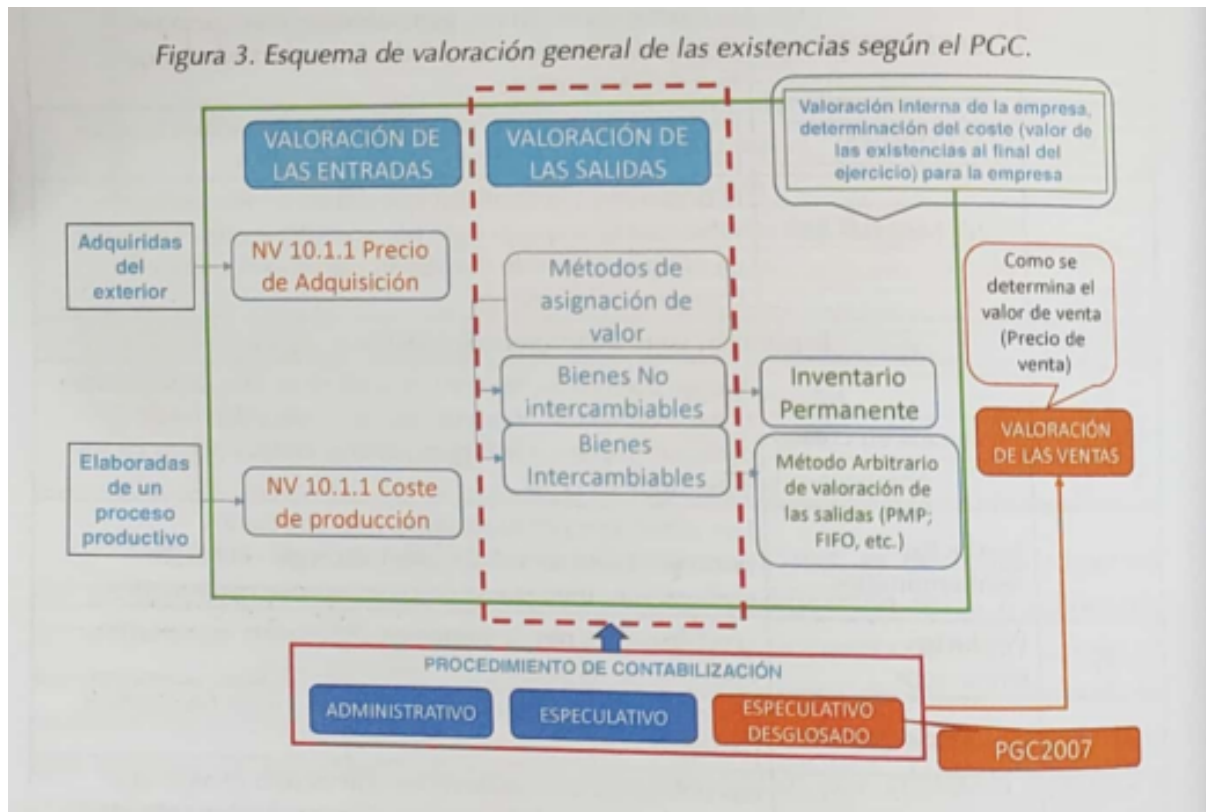 Figura 3. Esquema de valoración general de las existencias según el PGC.
VALORACIÓN DE
LAS ENTRADAS
VALORACIÓN DE
LAS SALIDAS
Valoración Interna de la empresa,
determinación del coste (valor de
las existencias al final del
ejercicio) para la empresa
Adquiridas
del
exterior
NV 10.1.1 Precio
de Adquisición
Métodos de
asignación de
valor
Como se
determina el
valor de venta
(Precio de
venta)
Bienes No
intercambiables
Inventario
Permanente
VALORACIÓN
DE LAS VENTAS
Elaboradas
de un
proceso
productivo
NV 10.1.1 Coste
de producción
Bienes
Intercambiables
Método Arbitrario
de valoración de
las salidas (PMP;
FIFO, etc.)
PROCEDIMIENTO DE CONTABILIZACIÓN
ADMINISTRATIVO
ESPECULATIVO
ESPECULATIVO
DESGLOSADO
PGC2007